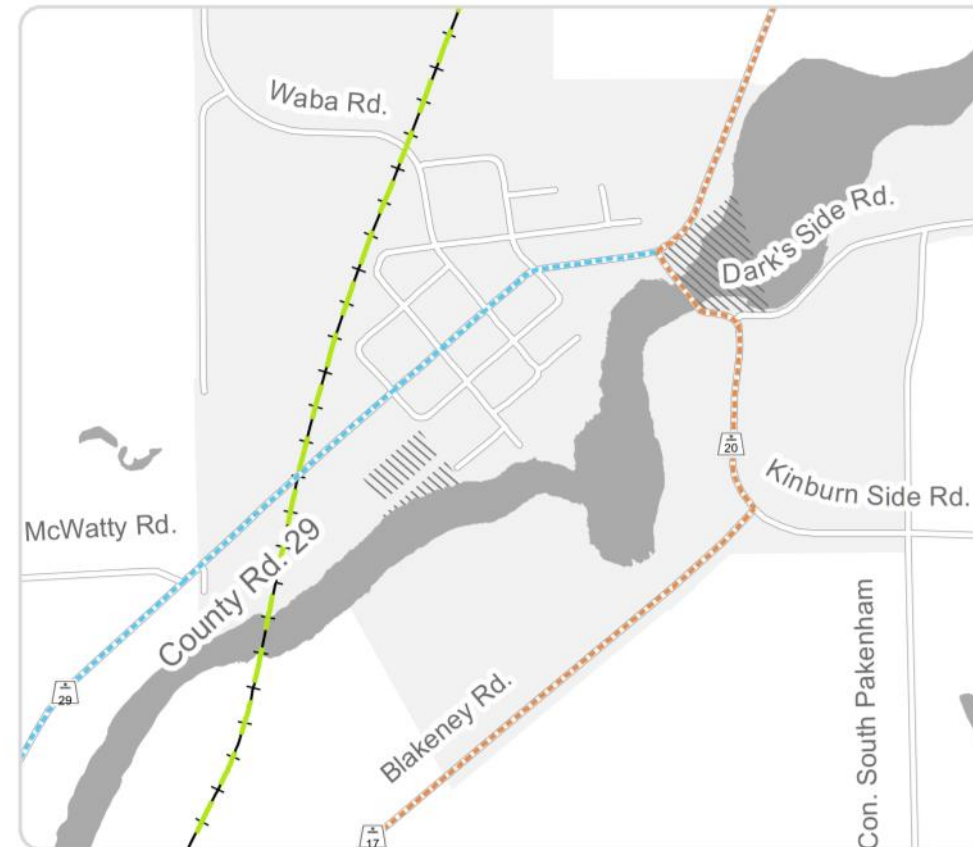 Waba Rd.
Dark's Side Rd.
20
Kinburn Side Rd.
McWatty Rd.
County Rd. 29
29
Blakeney Rd.
17
Con. South Pakenham